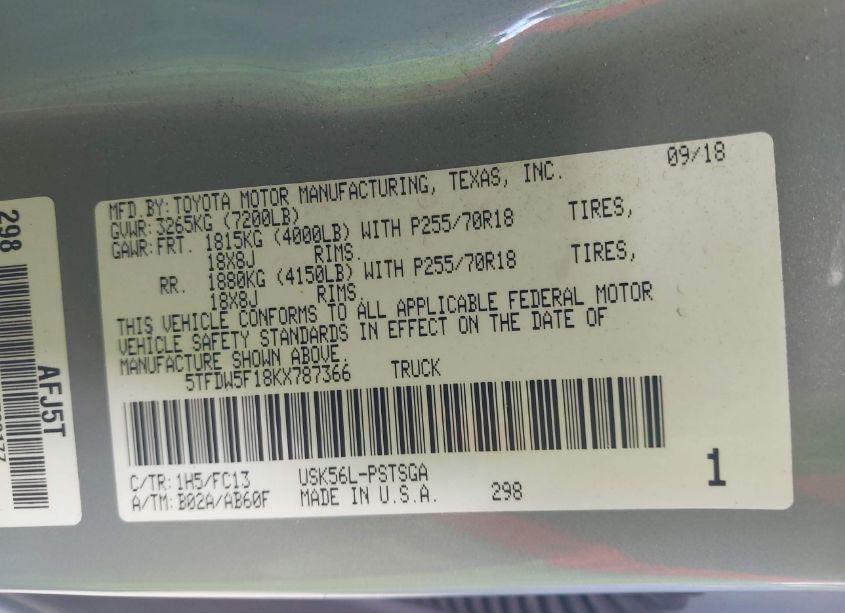 MFD.BY:TOYOTA MOTOR MANUFACTURING, TEXAS, INC. 09/18
GVWR:3265KG (7200LB)
GAWR:FRT. 1815KG (4000LB) WITH P255/70R18 TIRES,
18X8J RIMS.
RR. 1880KG (4150LB) WITH P255/70R18 TIRES,
18X8J RIMS.
THIS VEHICLE CONFORMS TO ALL APPLICABLE FEDERAL MOTOR
VEHICLE SAFETY STANDARDS IN EFFECT ON THE DATE OF
MANUFACTURE SHOWN ABOVE.
5TFDW5F18KX787366 TRUCK
C/TR:1H5/FC13 USK56L-PSTSGA
A/TM:B02A/AB60F MADE IN U.S.A. 298
1
298
AFJ5T